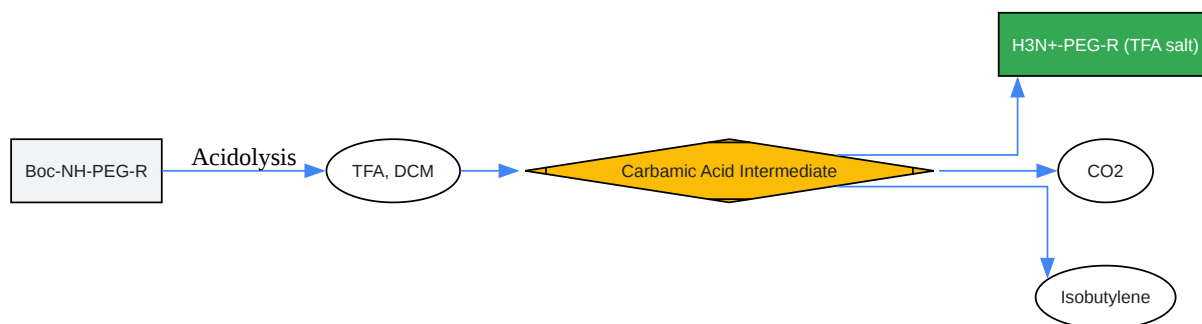 H3N+-PEG-R (TFA salt)
Acidolysis
Boc-NH-PEG-R
TFA, DCM
Carbamic Acid Intermediate
CO2
Isobutylene